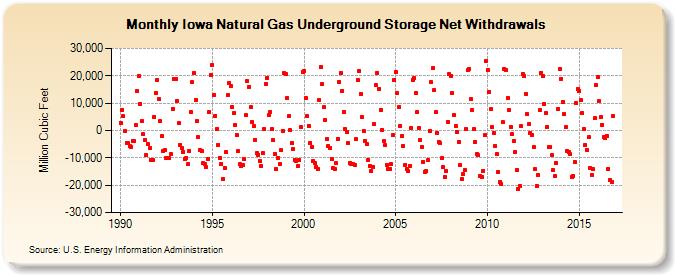 Monthly Iowa Natural Gas Underground Storage Net Withdrawals
Million Cubic Feet
30,000
20,000
10,000
0
-10,000
-20,000
-30,000
1990 1995 2000 2005 2010 2015
Source: U.S. Energy Information Administration